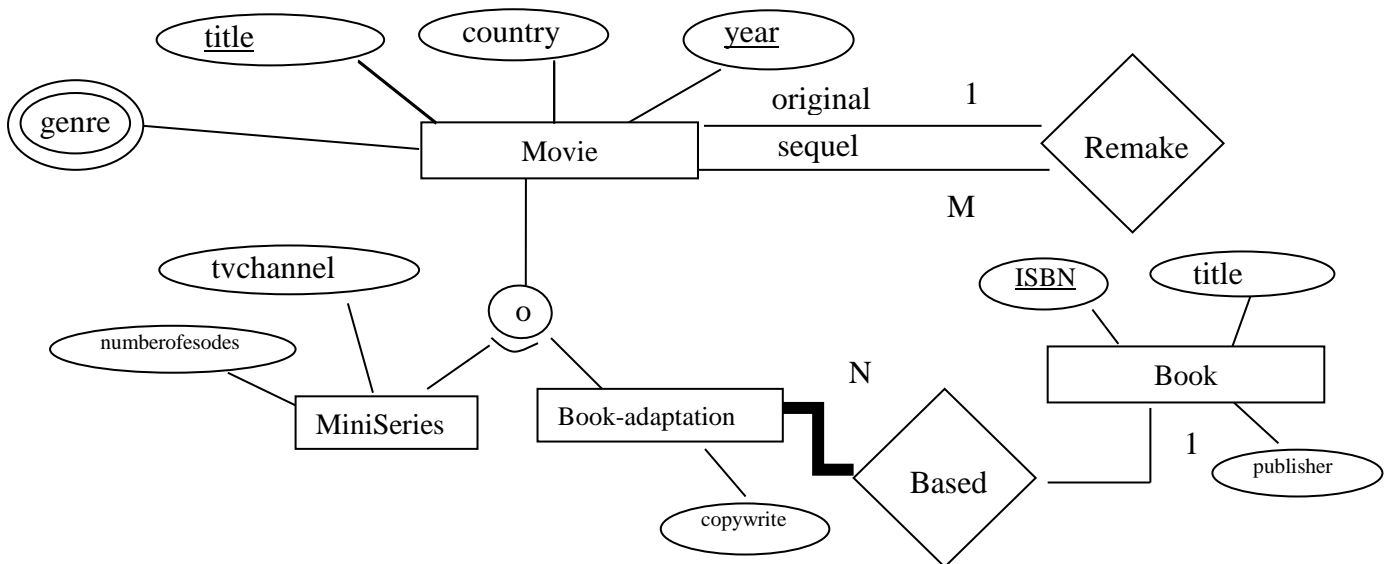 title
country
year
genre
original
1
Movie
sequel
Remake
M
tvchannel
ISBN
title
o
numberofesodes
N
Book
MiniSeries
Book-adaptation
1
publisher
Based
copywrite